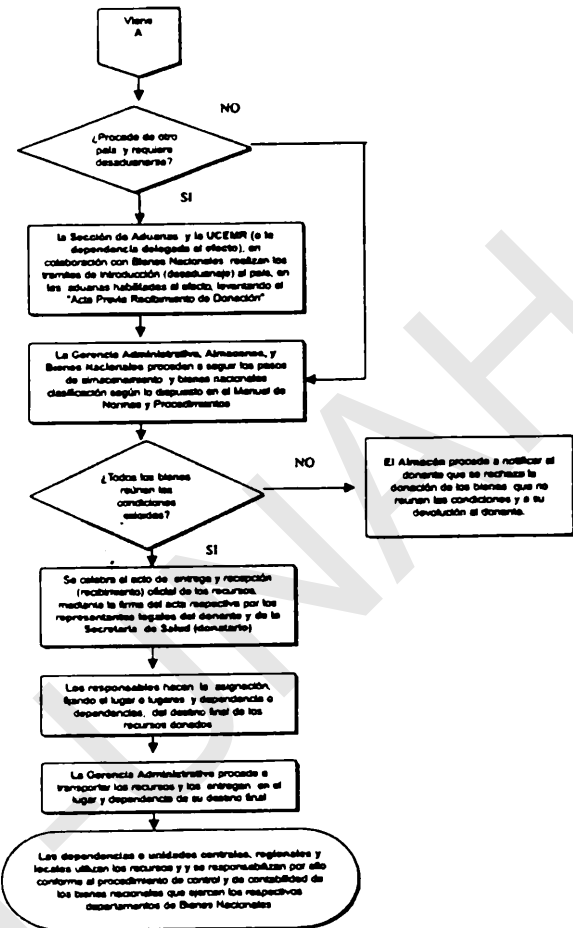 Viene
A
NO
¿Procede de otro
país y requiere
desaduanarse?
SI
la Sección de Aduanas y la UCEMR (o la
dependencia delegada al efecto), en
colaboración con Bienes Nacionales realizan los
tramites de introducción (desaduanaje) al país, en
las aduanas habilitadas al efecto, levantando el
"Acta Previa Recibimiento de Donación"
La Gerencia Administrativa, Almacenes, y
Bienes Nacionales proceden a seguir los pasos
de almacenamiento y bienes nacionales
clasificación según lo dispuesto en el Manual de
Normas y Procedimientos
¿Todos los bienes
reúnen las
condiciones
exigidas?
NO
El Almacén procede a notificar al
donante que se rechaza la
donación de los bienes que no
reunen las condiciones y a su
devolución al donante.
SI
Se celebra el acto de entrega y recepción
(recibimiento) oficial de los recursos,
mediante la firma del acta respectiva por los
representantes legales del donante y de la
Secretaría de Salud (donatario)
Los responsables hacen la asignación,
fijando el lugar o lugares y dependencia o
dependencias, del destino final de los
recursos donados
La Gerencia Administrativa procede a
transportar los recursos y los entregan en el
lugar y dependencia de su destino final
Las dependencias o unidades centrales, regionales y
locales utilizan los recursos y y se responsabilizan por ello
conforme al procedimiento de control y de contabilidad de
los bienes nacionales que ejercen los respectivos
departamentos de Bienes Nacionales
UNAH